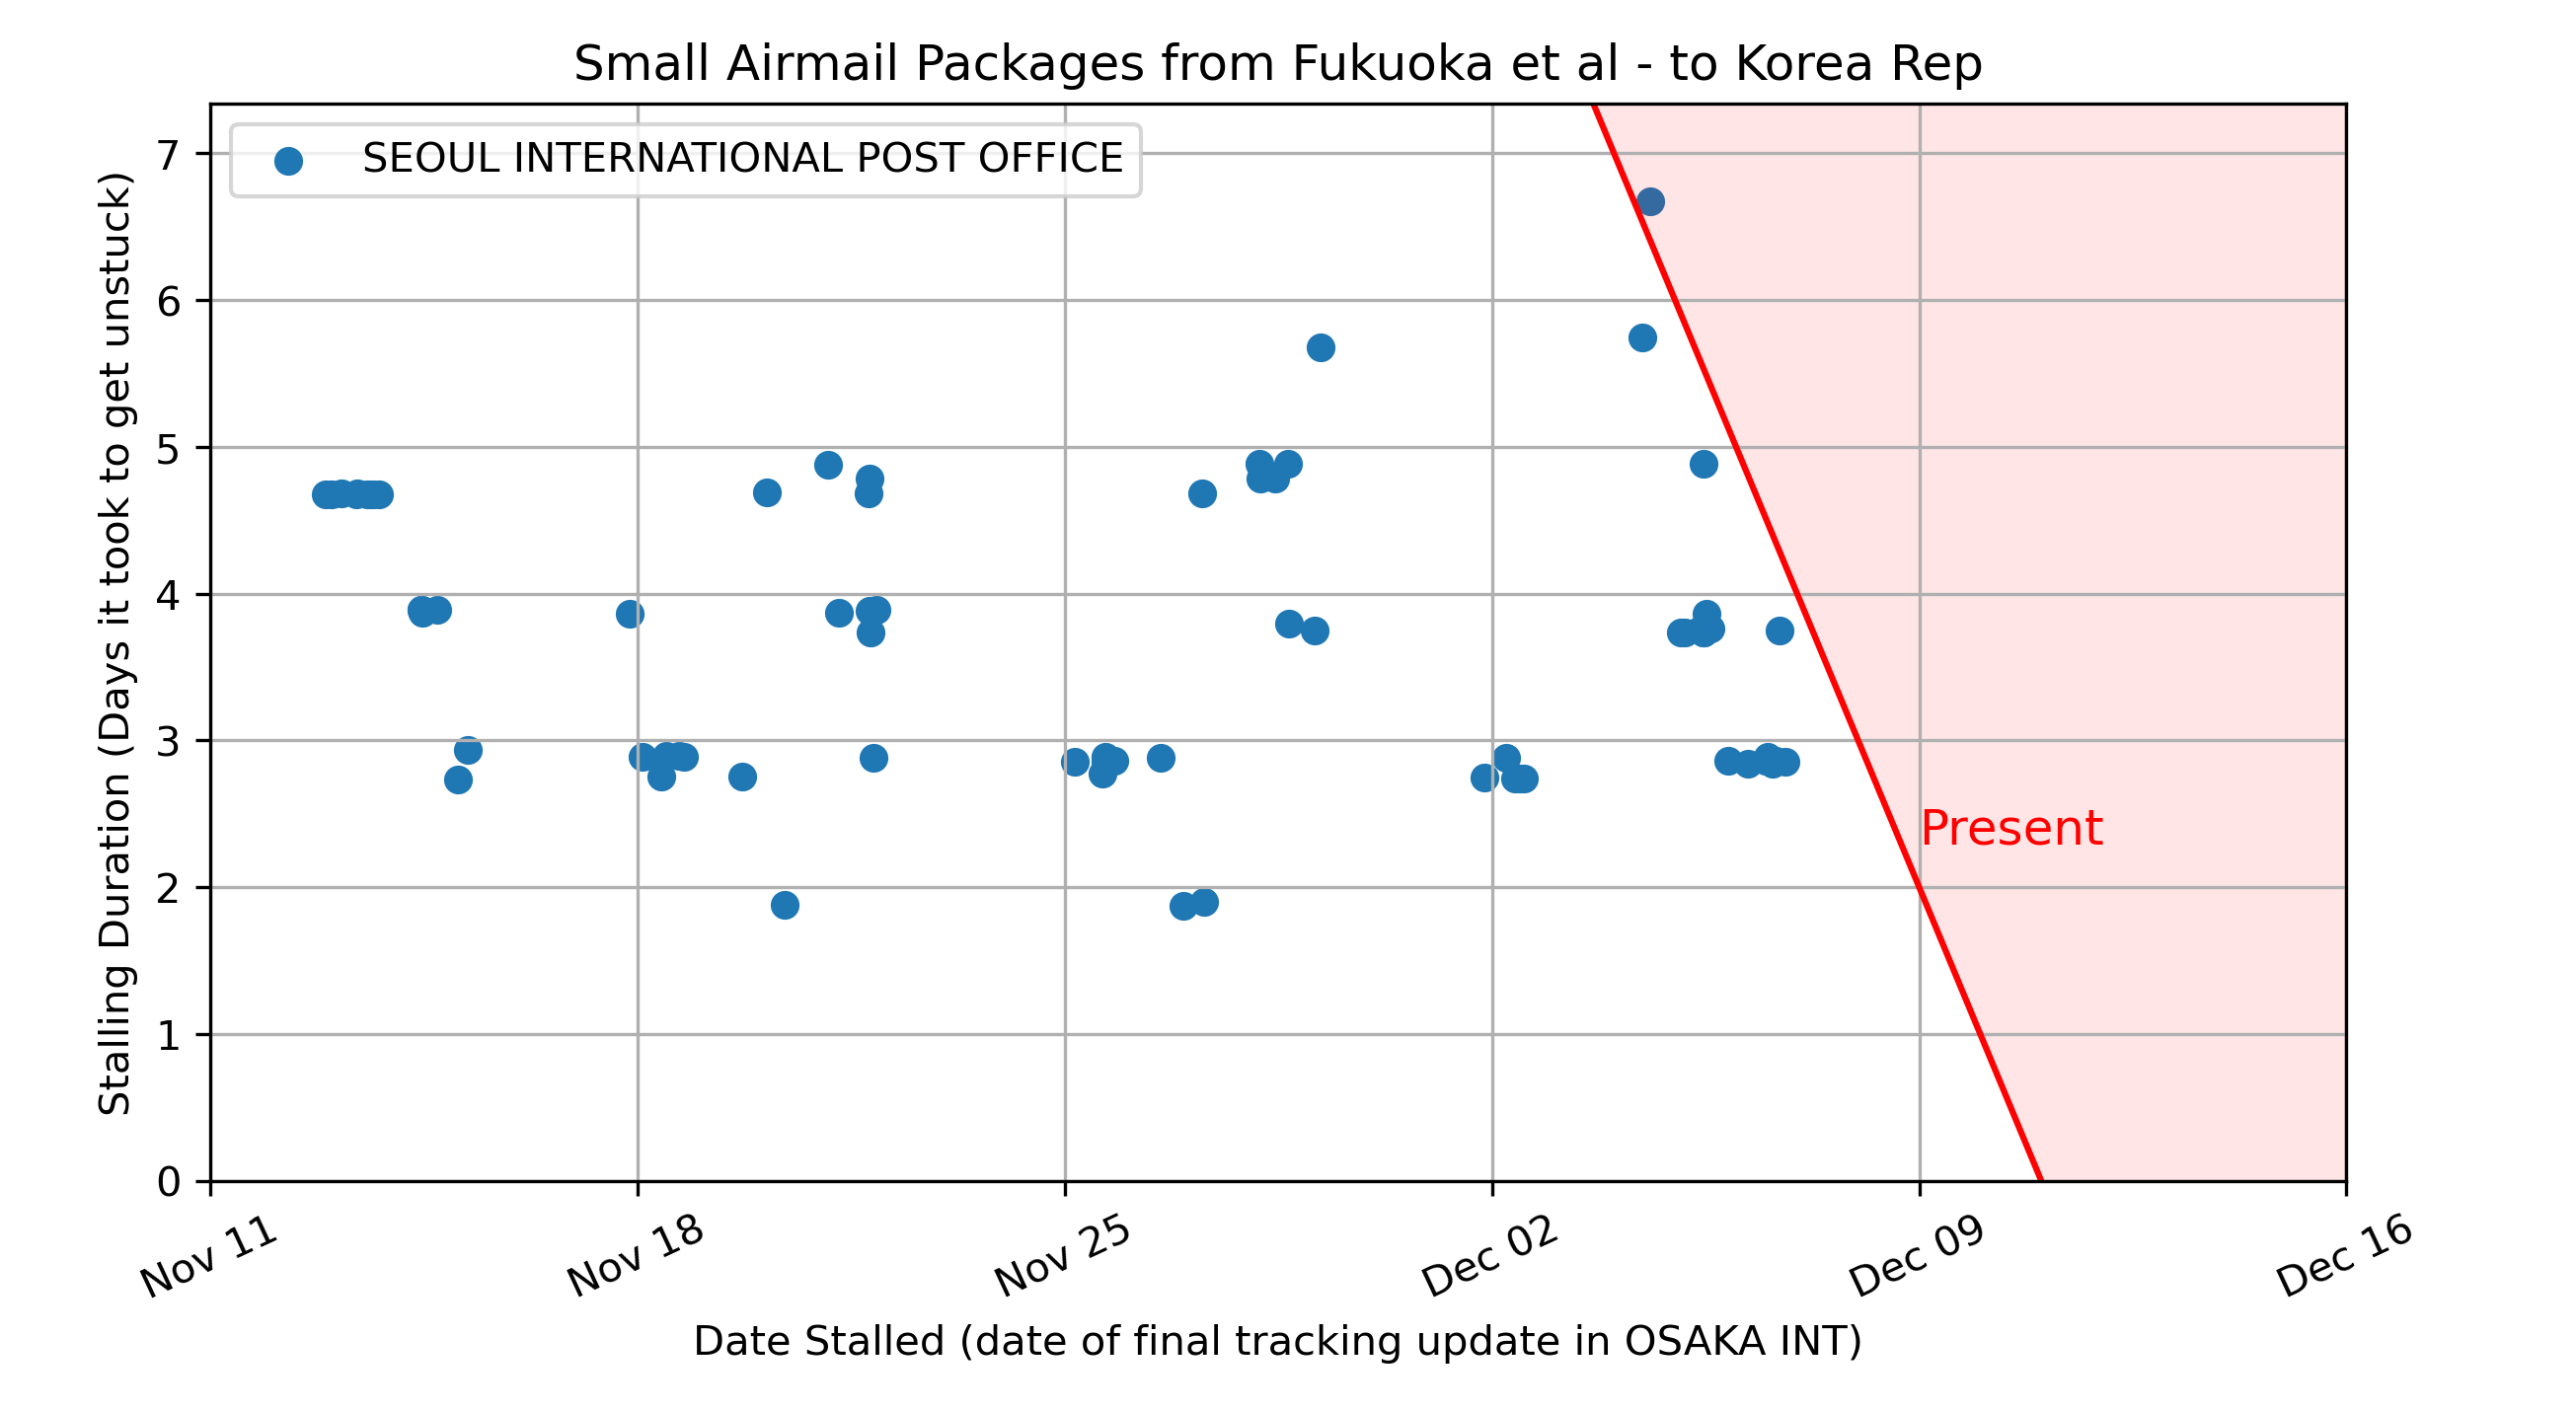 Small Airmail Packages from Fukuoka et al - to Korea Rep
SEOUL INTERNATIONAL POST OFFICE
Stalling Duration (Days it took to get unstuck)
7
6
5
4
3
2
1
0
Present
Nov 11
Nov 18
Nov 25
Dec 02
Dec 09
Dec 16
Date Stalled (date of final tracking update in OSAKA INT)